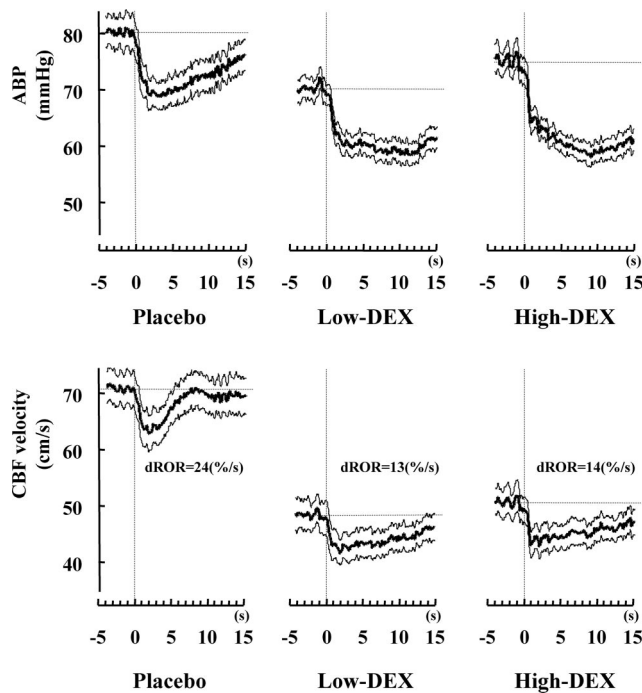 ABP
(mmHg)
80
70
60
50
(s)
(s)
(s)
-5 0 5 10 15
-5 0 5 10 15
-5 0 5 10 15
Placebo
Low-DEX
High-DEX
CBF velocity
(cm/s)
70
60
50
40
dROR=24(%/s)
dROR=13(%/s)
dROR=14(%/s)
(s)
(s)
(s)
-5 0 5 10 15
-5 0 5 10 15
-5 0 5 10 15
Placebo
Low-DEX
High-DEX